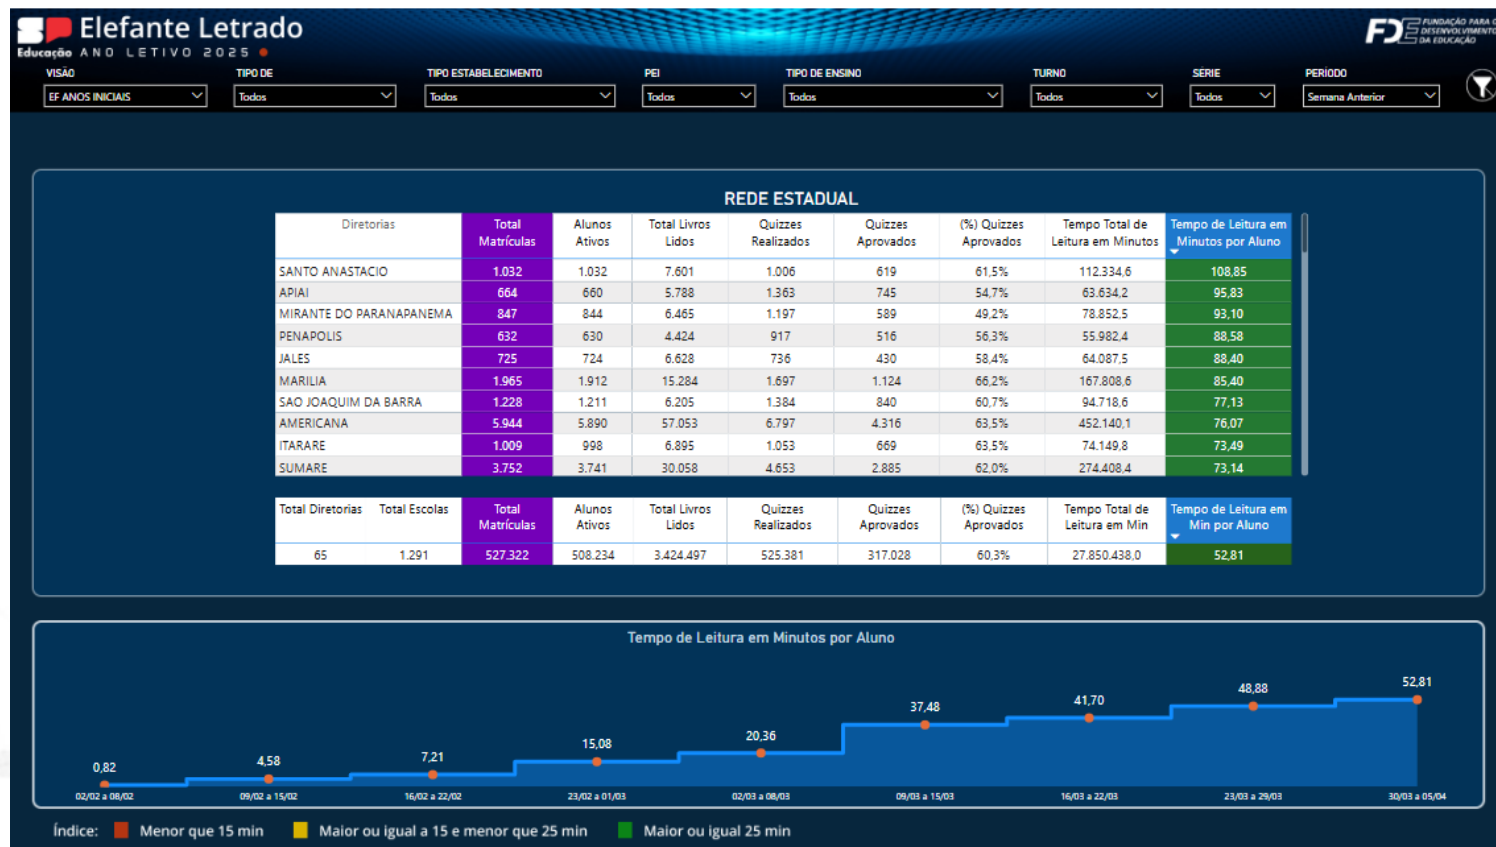 Elefante Letrado
Educação ANO LETIVO 2025
FDE FUNDAÇÃO PARA O
DESENVOLVIMENTO
DA EDUCAÇÃO
VISÃO TIPO DE TIPO ESTABELECIMENTO PEI TIPO DE ENSINO TURNO SÉRIE PERÍODO
EF ANOS INICIAIS Todos Todos Todos Todos Todos Todos Semana Anterior
REDE ESTADUAL
Diretorias Total Matrículas Alunos Ativos Total Livros Lidos Quizzes Realizados Quizzes Aprovados (%) Quizzes Aprovados Tempo Total de Leitura em Minutos Tempo de Leitura em Minutos por Aluno
SANTO ANASTACIO 1.032 1.032 7.601 1.006 619 61,5% 112.334,6 108,85
APIAI 664 660 5.788 1.363 745 54,7% 63.634,2 95,83
MIRANTE DO PARANAPANEMA 847 844 6.465 1.197 589 49,2% 78.852,5 93,10
PENAPOLIS 632 630 4.424 917 516 56,3% 55.982,4 88,58
JALES 725 724 6.628 736 430 58,4% 64.087,5 88,40
MARILIA 1.965 1.912 15.284 1.697 1.124 66,2% 167.808,6 85,40
SAO JOAQUIM DA BARRA 1.228 1.211 6.205 1.384 840 60,7% 94.718,6 77,13
AMERICANA 5.944 5.890 57.053 6.797 4.316 63,5% 452.140,1 76,07
ITARARE 1.009 998 6.895 1.053 669 63,5% 74.149,8 73,49
SUMARE 3.752 3.741 30.058 4.653 2.885 62,0% 274.408,4 73,14
Total Diretorias Total Escolas Total Matrículas Alunos Ativos Total Livros Lidos Quizzes Realizados Quizzes Aprovados (%) Quizzes Aprovados Tempo Total de Leitura em Min Tempo de Leitura em Min por Aluno
65 1.291 527.322 508.234 3.424.497 525.381 317.028 60,3% 27.850.438,0 52,81
Tempo de Leitura em Minutos por Aluno
0,82 4,58 7,21 15,08 20,36 37,48 41,70 48,88 52,81
02/02 a 08/02 09/02 a 15/02 16/02 a 22/02 23/02 a 01/03 02/03 a 08/03 09/03 a 15/03 16/03 a 22/03 23/03 a 29/03 30/03 a 05/04
Índice: Menor que 15 min Maior ou igual a 15 e menor que 25 min Maior ou igual 25 min